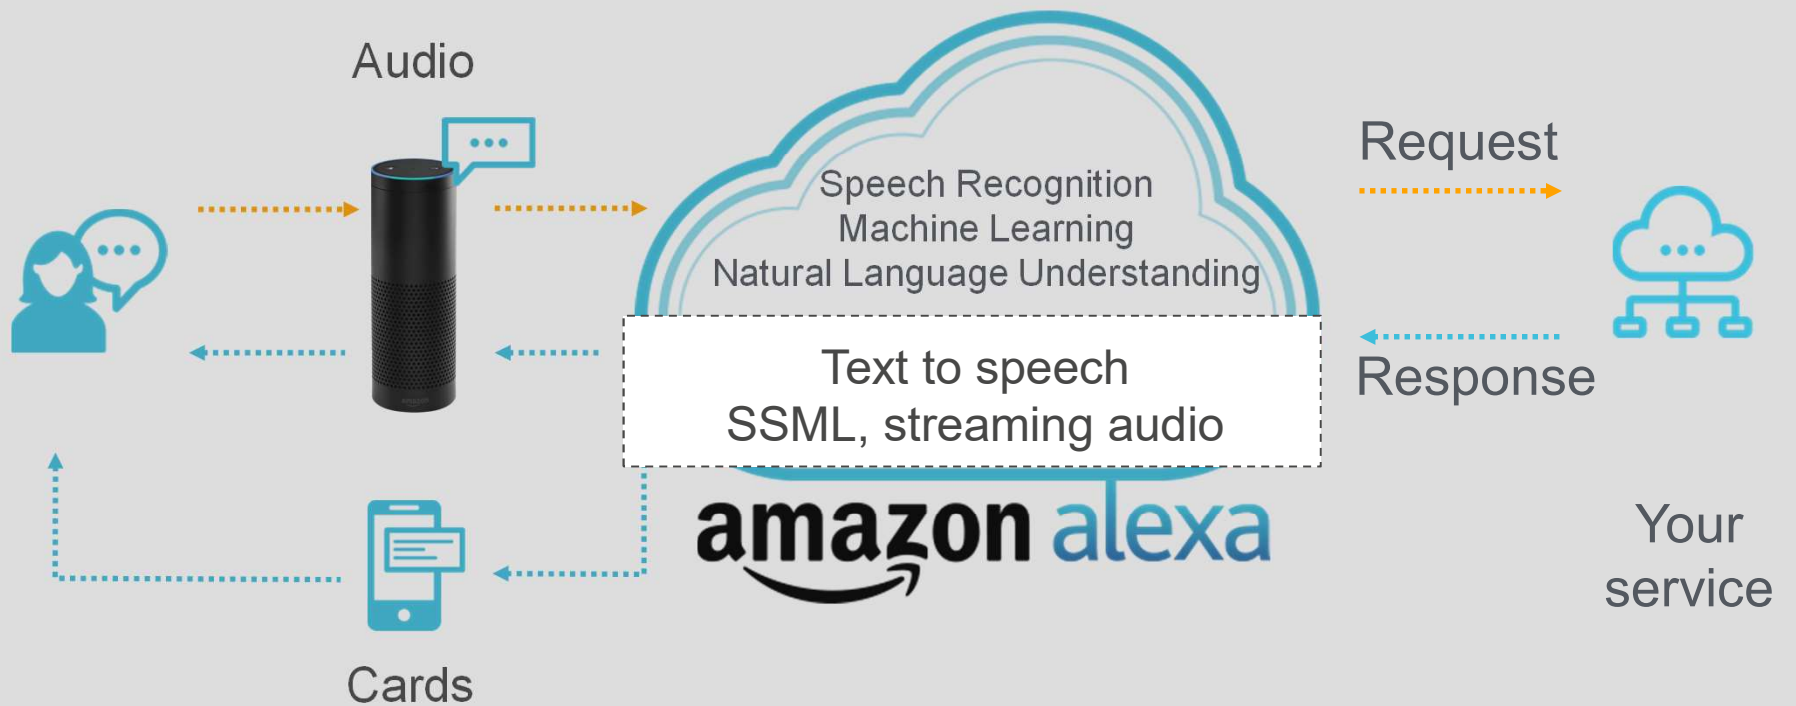 Audio
Speech Recognition
Machine Learning
Natural Language Understanding
Text to speech
SSML, streaming audio
amazon alexa
Request
Response
Your
service
amazon
Cards